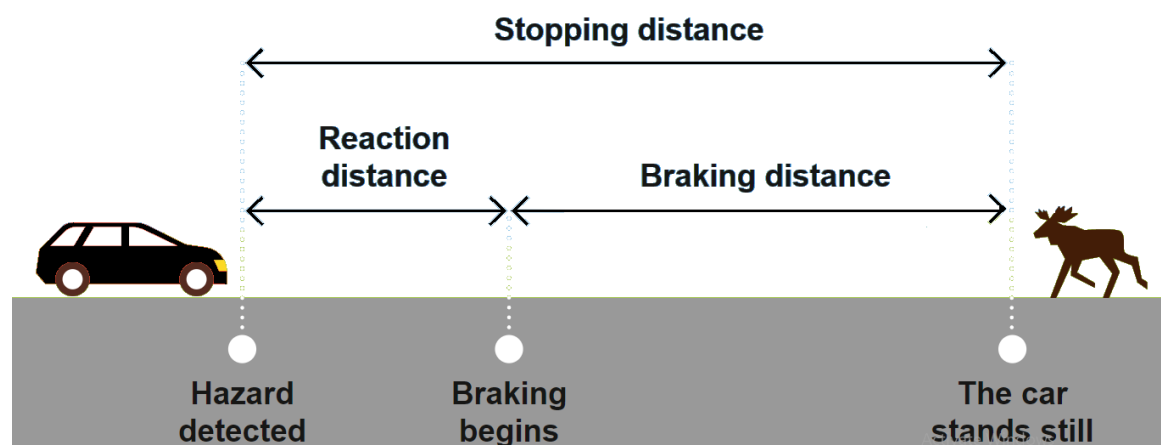 Stopping distance
Reaction
distance
Braking distance
Hazard
detected
Braking
begins
The car
stands still